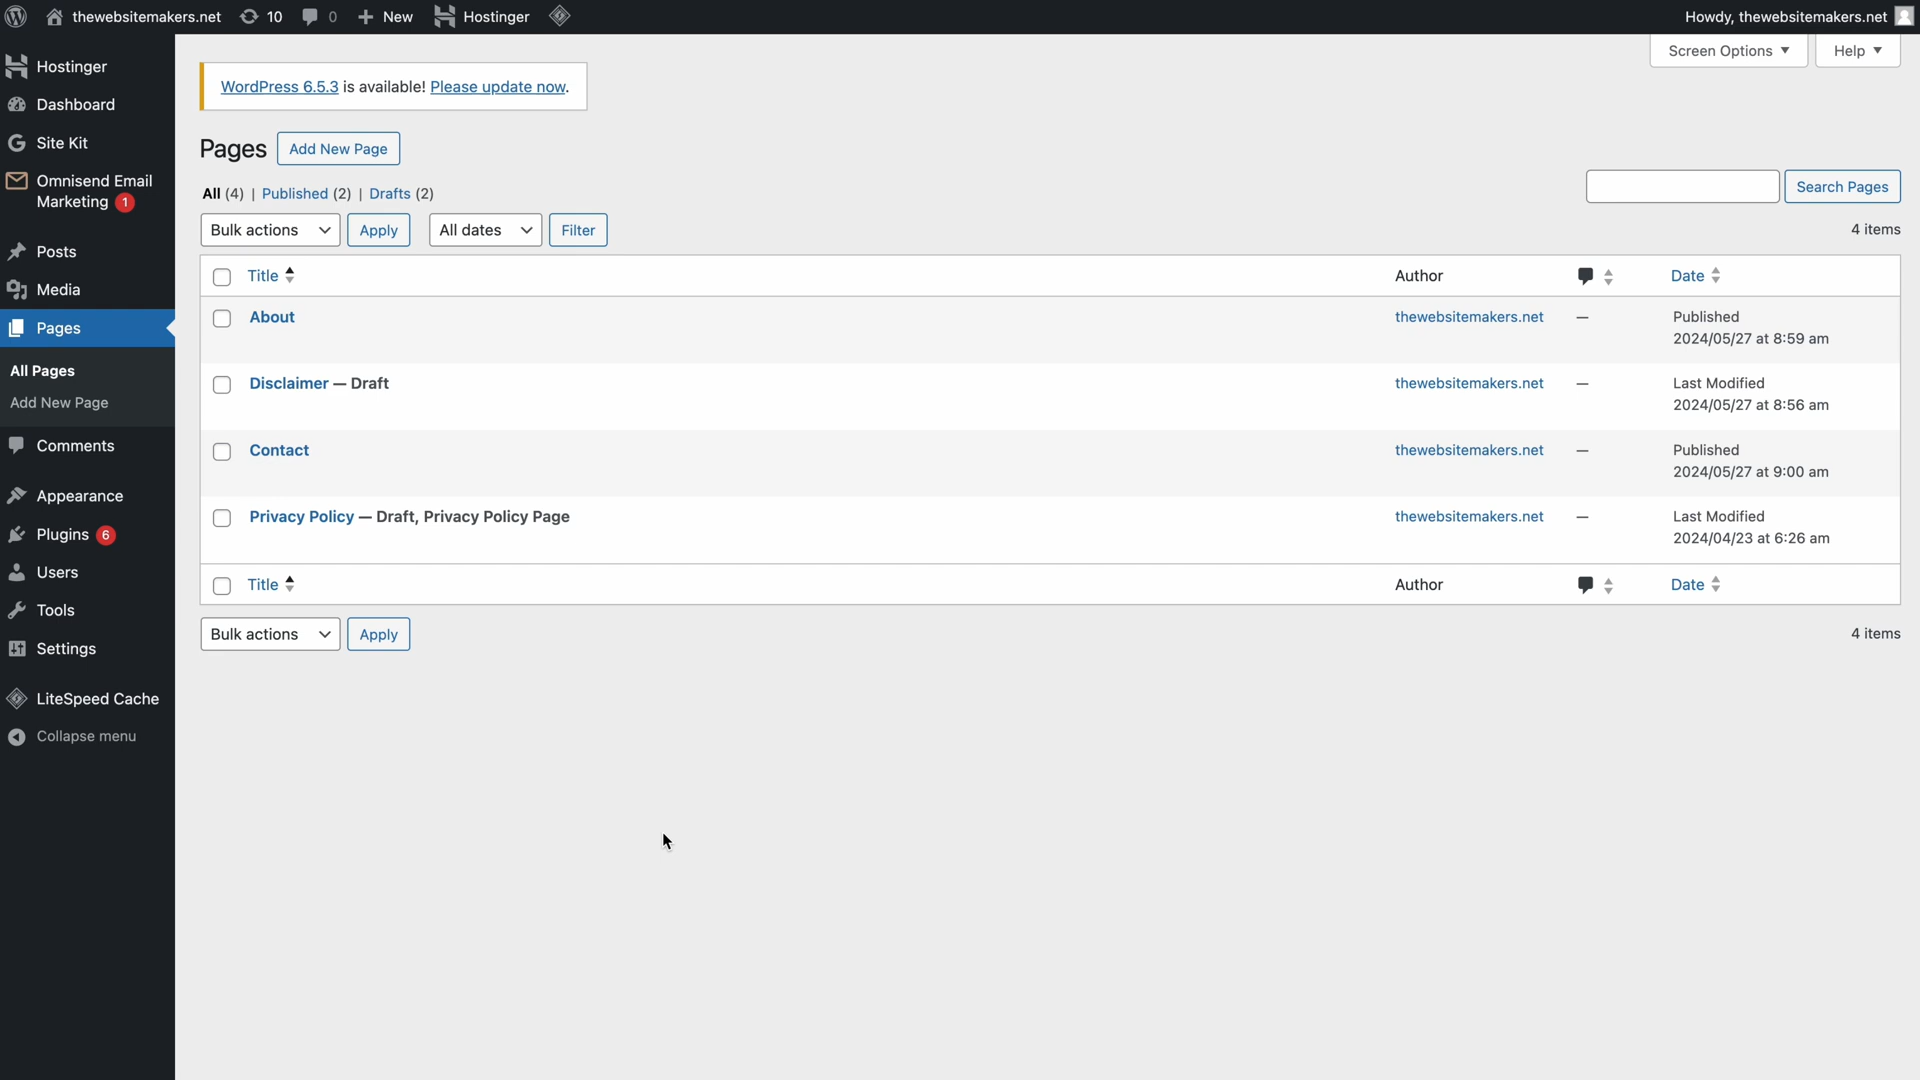 thewebsitemakers.net 10 0 New Hostinger Howdy, thewebsitemakers.net
Screen Options Help
Hostinger
Dashboard
Site Kit
Omnisend Email
Marketing 1
Posts
Media
Pages
All Pages
Add New Page
Comments
Appearance
Plugins 6
Users
Tools
Settings
LiteSpeed Cache
Collapse menu
WordPress 6.5.3 is available! Please update now.
Pages Add New Page
All (4) | Published (2) | Drafts (2)
Search Pages
Bulk actions Apply All dates Filter 4 items
Title Author Date
About thewebsitemakers.net — Published
2024/05/27 at 8:59 am
Disclaimer — Draft thewebsitemakers.net — Last Modified
2024/05/27 at 8:56 am
Contact thewebsitemakers.net — Published
2024/05/27 at 9:00 am
Privacy Policy — Draft, Privacy Policy Page thewebsitemakers.net — Last Modified
2024/04/23 at 6:26 am
Title Author Date
Bulk actions Apply 4 items